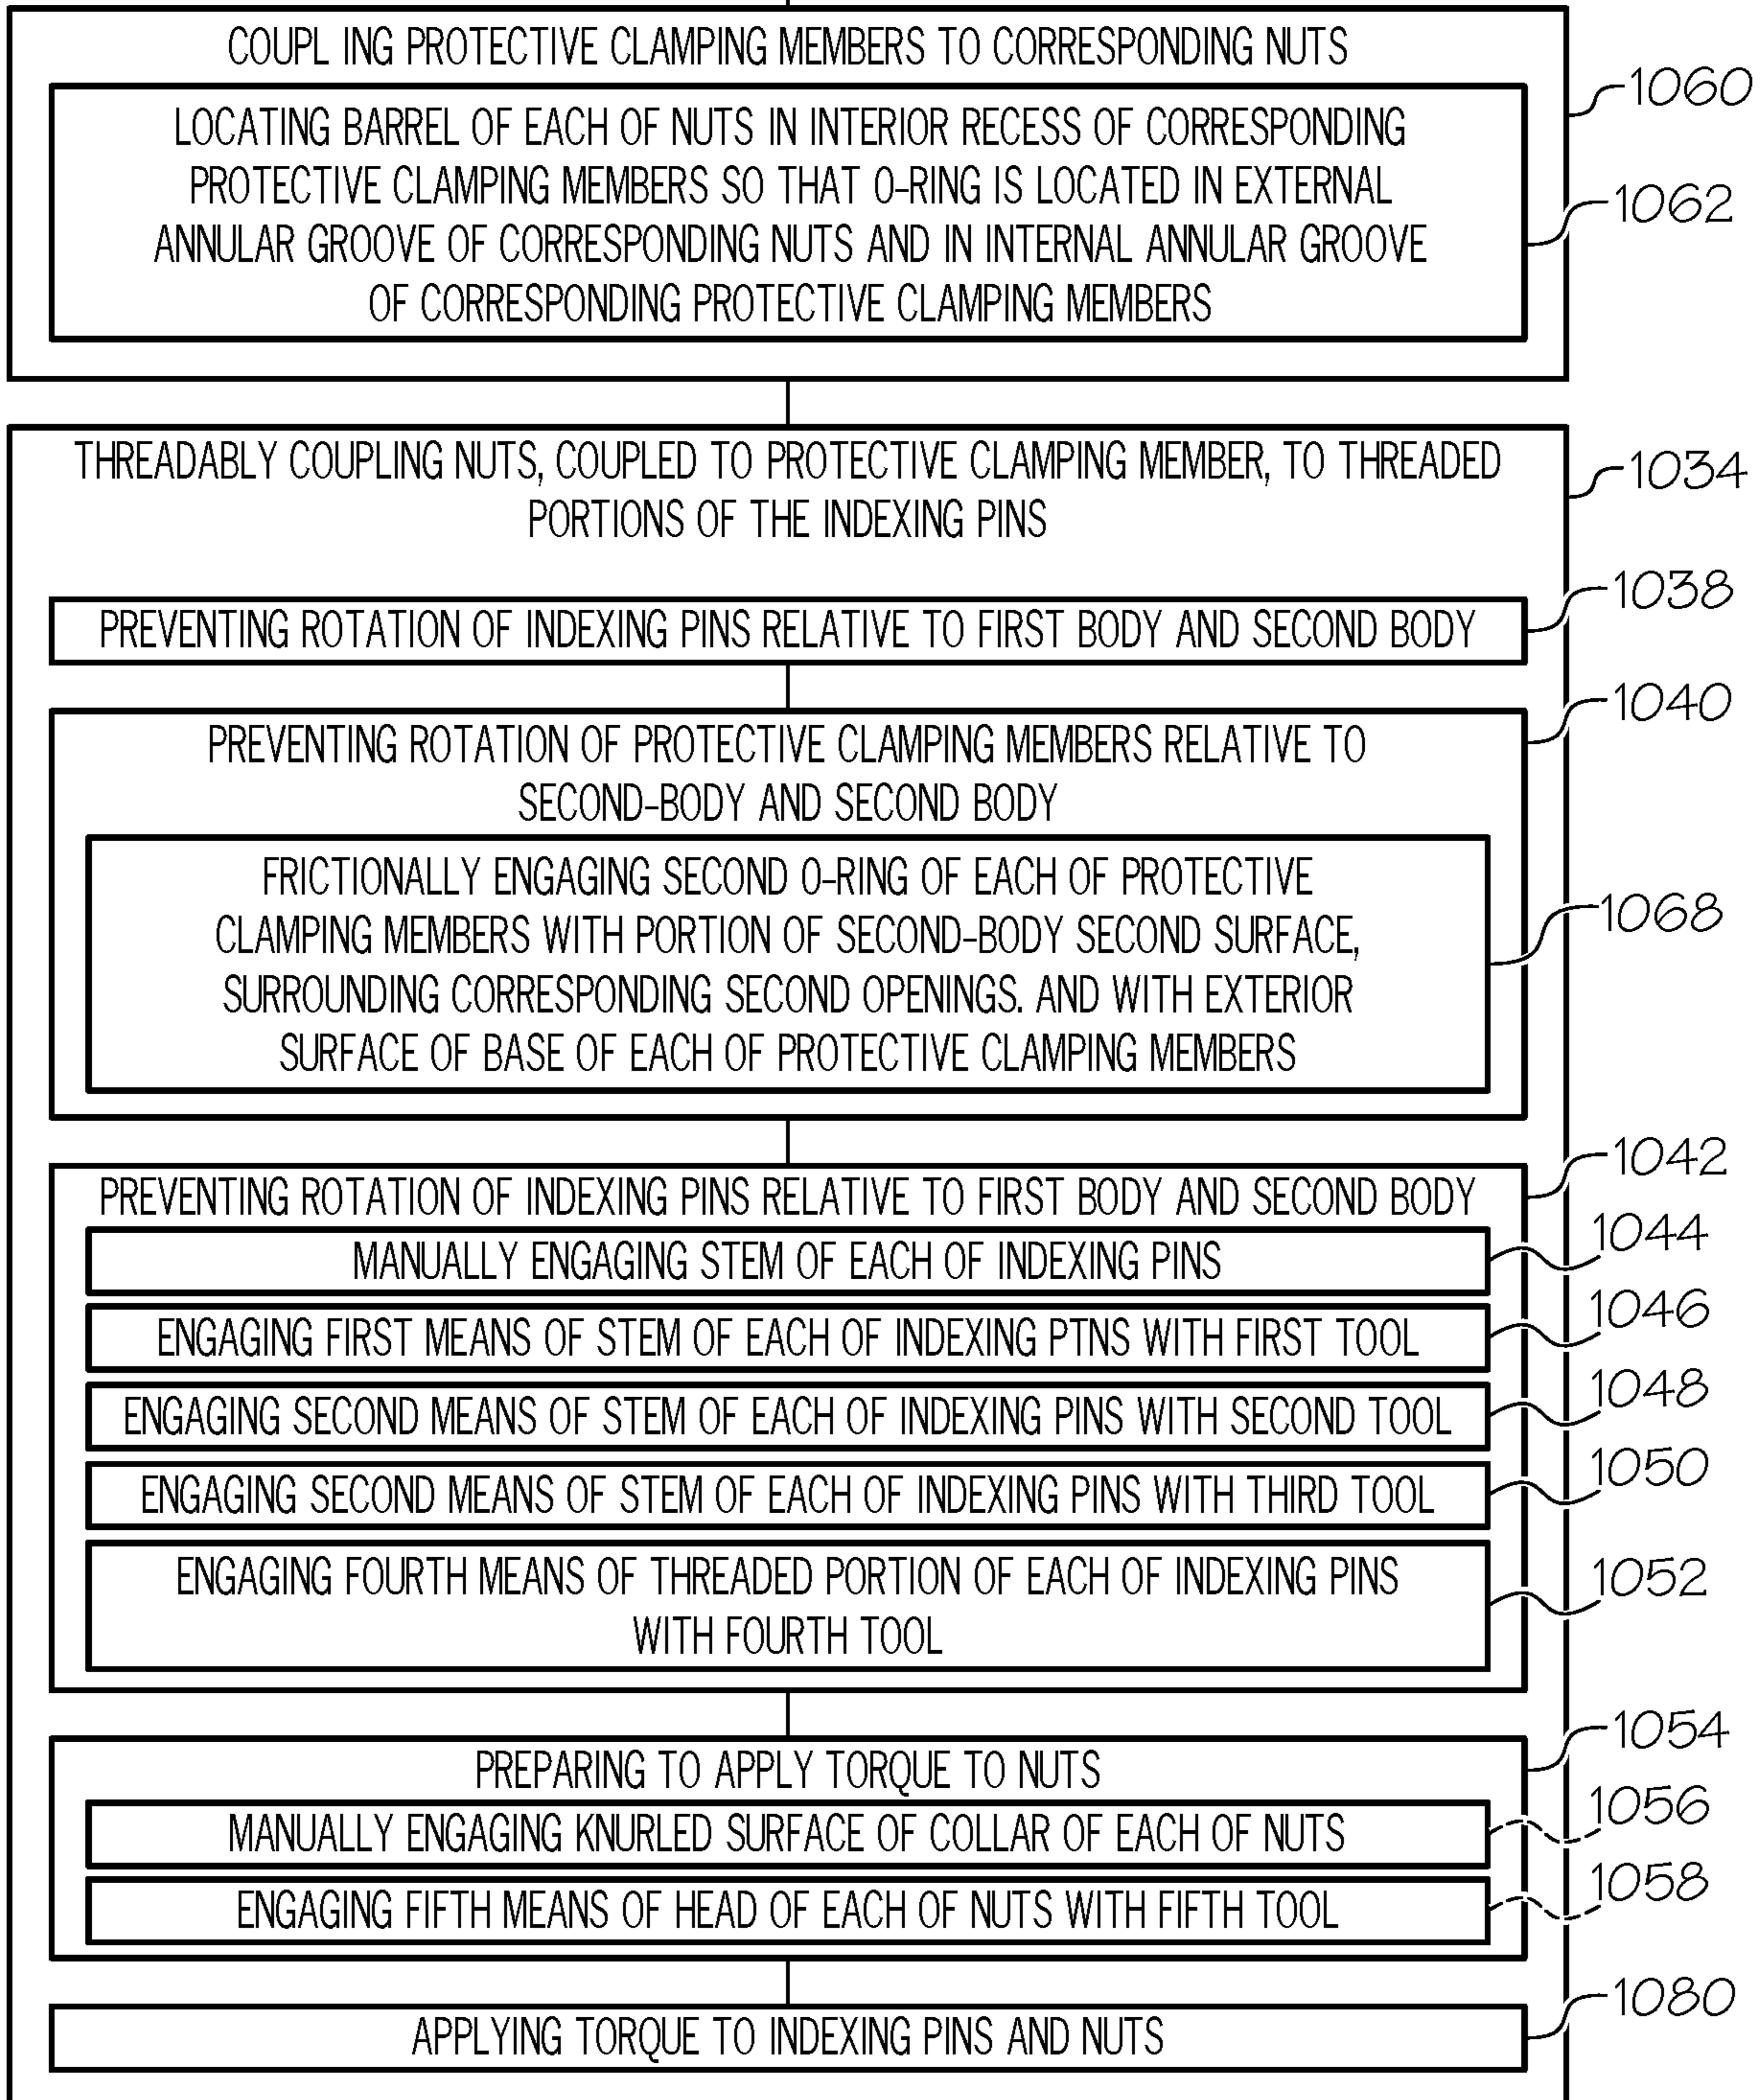 COUPL ING PROTECTIVE CLAMPING MEMBERS TO CORRESPONDING NUTS
1060
LOCATING BARREL OF EACH OF NUTS IN INTERIOR RECESS OF CORRESPONDING
PROTECTIVE CLAMPING MEMBERS SO THAT O-RING IS LOCATED IN EXTERNAL
1062
ANNULAR GROOVE OF CORRESPONDING NUTS AND IN INTERNAL ANNULAR GROOVE
OF CORRESPONDING PROTECTIVE CLAMPING MEMBERS
THREADABLY COUPLING NUTS, COUPLED TO PROTECTIVE CLAMPING MEMBER, TO THREADED
1034
PORTIONS OF THE INDEXING PINS
1038
PREVENTING ROTATION OF INDEXING PINS RELATIVE TO FIRST BODY AND SECOND BODY
1040
PREVENTING ROTATION OF PROTECTIVE CLAMPING MEMBERS RELATIVE TO
SECOND-BODY AND SECOND BODY
FRICTIONALLY ENGAGING SECOND O-RING OF EACH OF PROTECTIVE
1068
CLAMPING MEMBERS WITH PORTION OF SECOND-BODY SECOND SURFACE,
SURROUNDING CORRESPONDING SECOND OPENINGS. AND WITH EXTERIOR
SURFACE OF BASE OF EACH OF PROTECTIVE CLAMPING MEMBERS
1042
PREVENTING ROTATION OF INDEXING PINS RELATIVE TO FIRST BODY AND SECOND BODY
1044
MANUALLY ENGAGING STEM OF EACH OF INDEXING PINS
1046
ENGAGING FIRST MEANS OF STEM OF EACH OF INDEXING PTNS WITH FIRST TOOL
1048
ENGAGING SECOND MEANS OF STEM OF EACH OF INDEXING PINS WITH SECOND TOOL
1050
ENGAGING SECOND MEANS OF STEM OF EACH OF INDEXING PINS WITH THIRD TOOL
1052
ENGAGING FOURTH MEANS OF THREADED PORTION OF EACH OF INDEXING PINS
WITH FOURTH TOOL
1054
PREPARING TO APPLY TORQUE TO NUTS
1056
MANUALLY ENGAGING KNURLED SURFACE OF COLLAR OF EACH OF NUTS
1058
ENGAGING FIFTH MEANS OF HEAD OF EACH OF NUTS WITH FIFTH TOOL
1080
APPLYING TORQUE TO INDEXING PINS AND NUTS